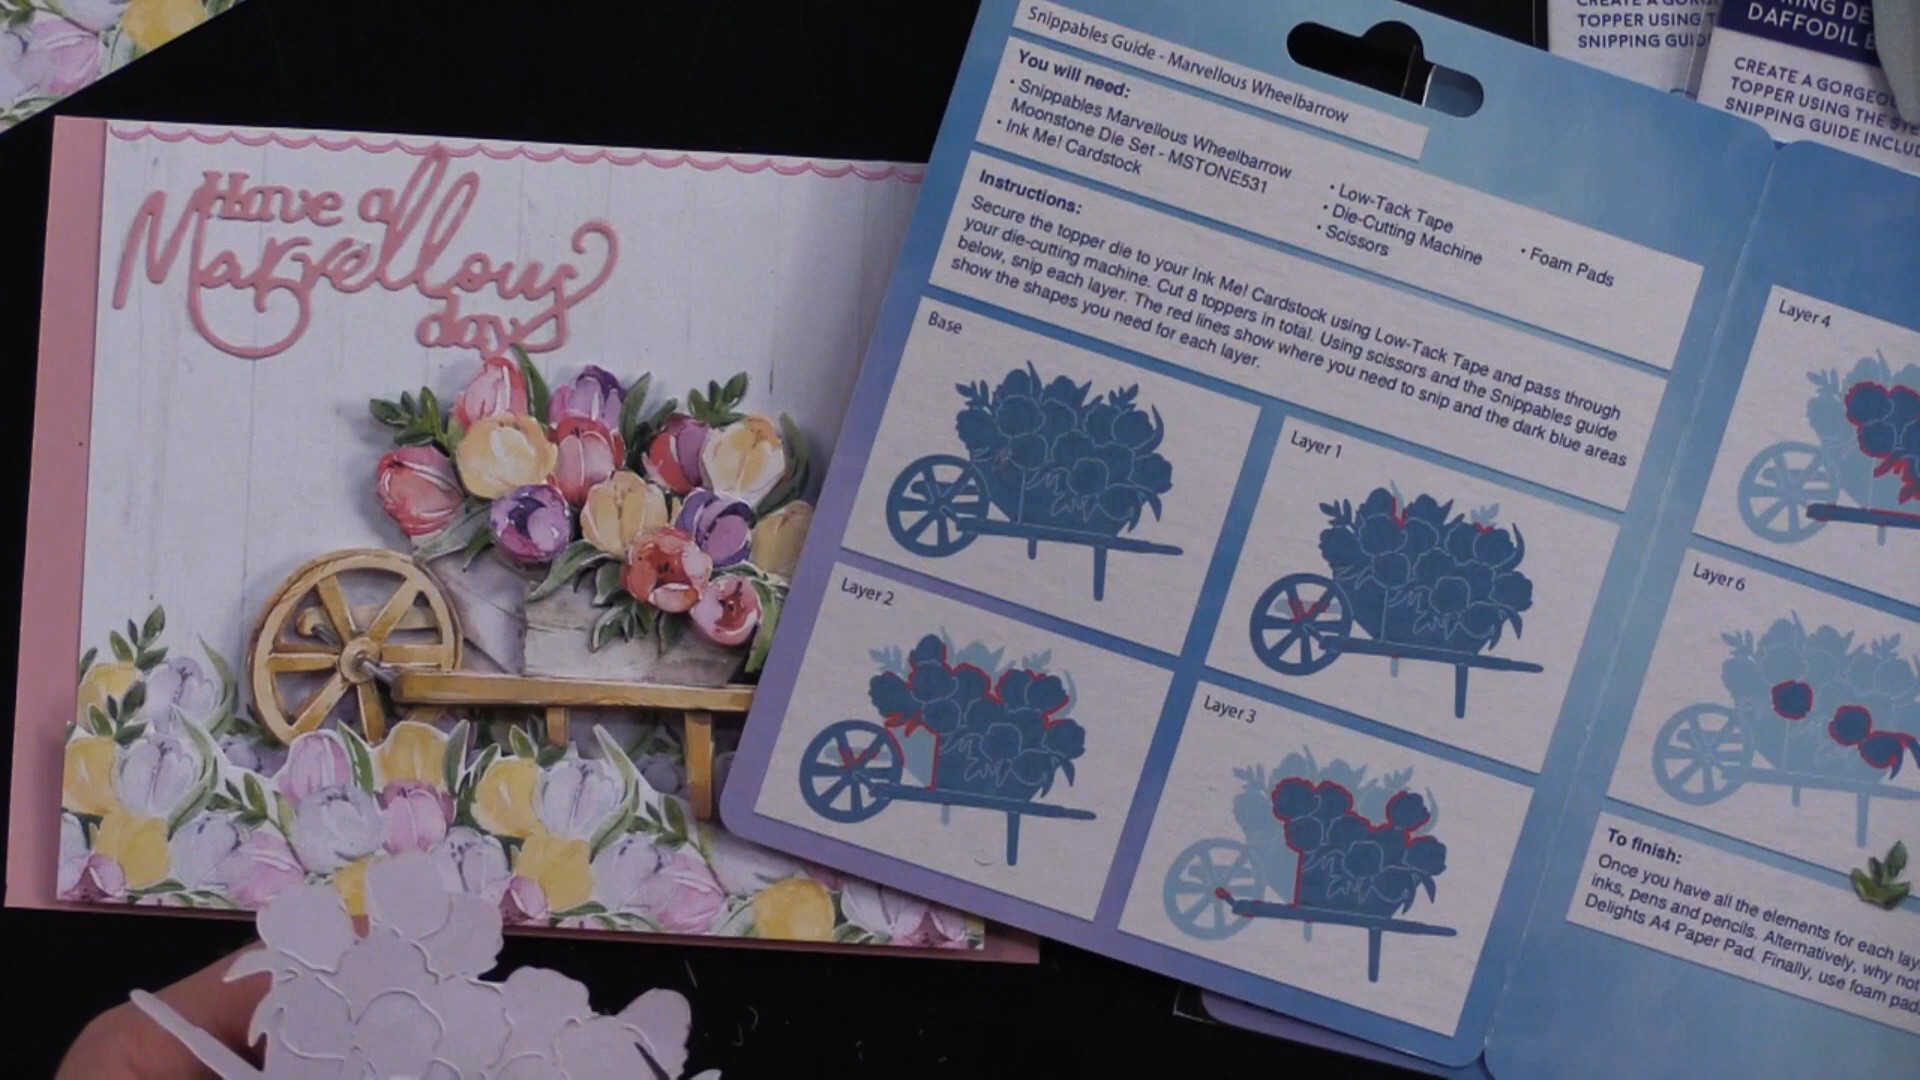 Have a
Marvellous
day
Snippables Guide - Marvellous Wheelbarrow
You will need:
• Snippables Marvellous Wheelbarrow
Moonstone Die Set - MSTONE531
• Ink Me! Cardstock
• Low-Tack Tape
• Die-Cutting Machine
• Scissors
• Foam Pads
Instructions:
Secure the topper die to your Ink Me! Cardstock using Low-Tack Tape and pass through
your die-cutting machine. Cut 8 toppers in total. Using scissors and the Snippables guide
below, snip each layer. The red lines show where you need to snip and the dark blue areas
show the shapes you need for each layer.
Base
Layer 1
Layer 2
Layer 3
Layer 4
Layer 6
To finish:
Once you have all the elements for each
inks, pens and pencils. Alternatively, why not
Delights A4 Paper Pad. Finally, use foam pad
CREATE A
TOPPER USING
SNIPPING
DAFFODIL
CREATE A
TOPPER USING THE
SNIPPING GUIDE